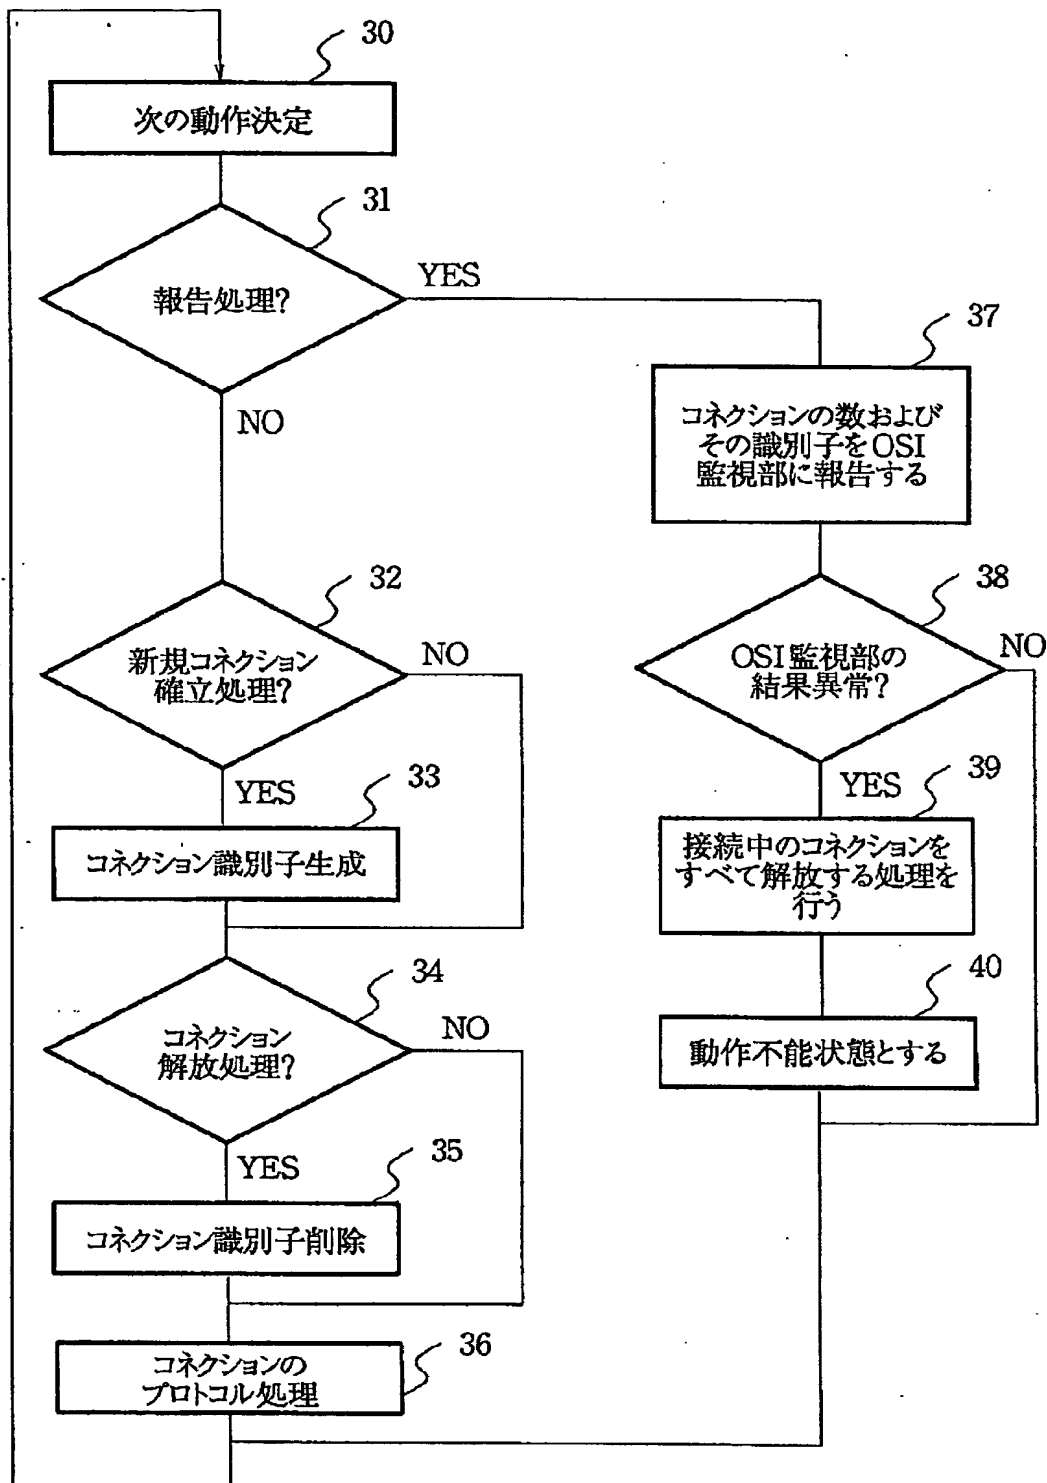 30
次の動作決定
31
報告処理?
YES
NO
37
コネクションの数および
その識別子をOSI
監視部に報告する
32
新規コネクション
確立処理?
NO
YES
33
コネクション識別子生成
38
OSI監視部の
結果異常?
NO
YES
39
接続中のコネクションを
すべて解放する処理を
行う
40
動作不能状態とする
34
コネクション
解放処理?
NO
YES
35
コネクション識別子削除
36
コネクションの
プロトコル処理